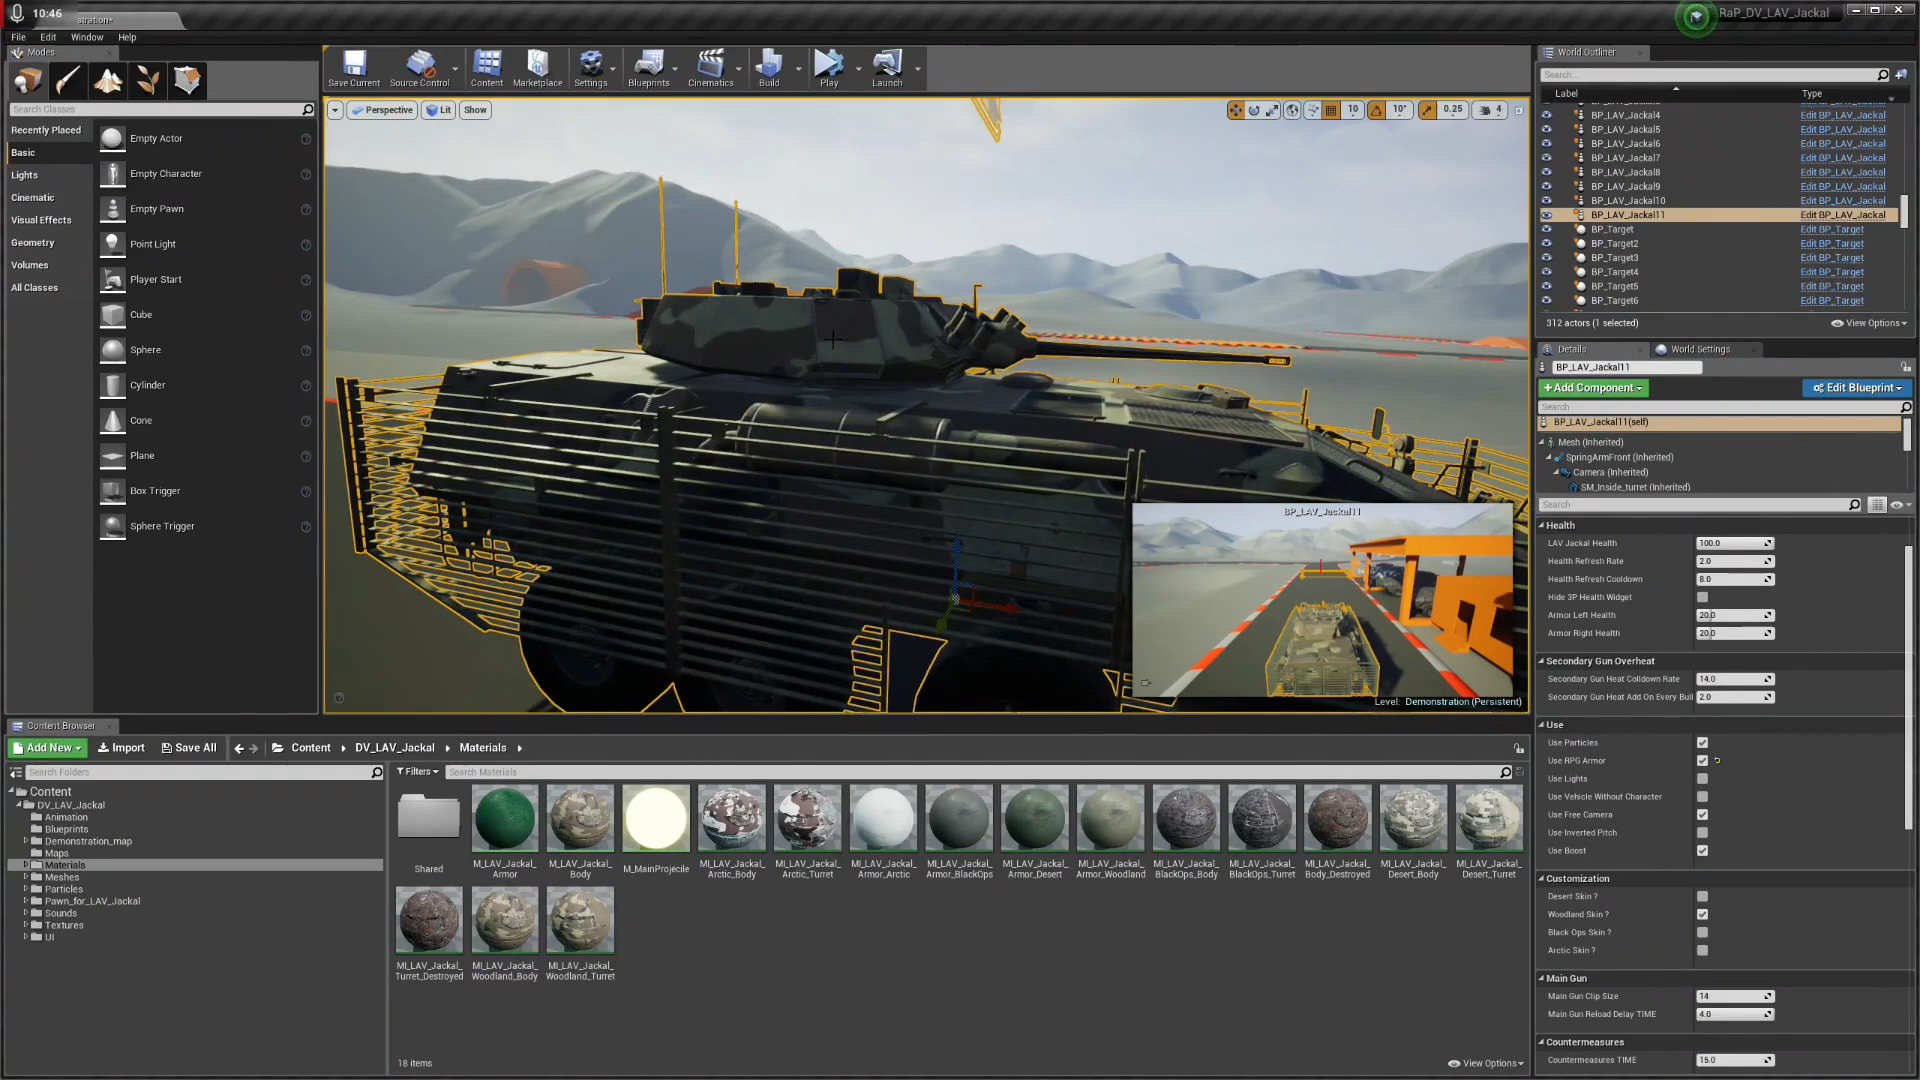 10:46
stration*
RaP_DV_LAV_Jackal
File Edit Window Help
Modes
Search Classes
Recently Placed
Basic
Lights
Cinematic
Visual Effects
Geometry
Volumes
All Classes
Empty Actor
Empty Character
Empty Pawn
Point Light
Player Start
Cube
Sphere
Cylinder
Cone
Plane
Box Trigger
Sphere Trigger
Save Current
Source Control
Content
Marketplace
Settings
Blueprints
Cinematics
Build
Play
Launch
Perspective
Lit
Show
10
10°
0.25
4
BP_LAV_Jackal11
Level: Demonstration (Persistent)
World Outliner
Search...
Label Type
BP_LAV_Jackal4 Edit BP_LAV_Jackal
BP_LAV_Jackal5 Edit BP_LAV_Jackal
BP_LAV_Jackal6 Edit BP_LAV_Jackal
BP_LAV_Jackal7 Edit BP_LAV_Jackal
BP_LAV_Jackal8 Edit BP_LAV_Jackal
BP_LAV_Jackal9 Edit BP_LAV_Jackal
BP_LAV_Jackal10 Edit BP_LAV_Jackal
BP_LAV_Jackal11 Edit BP_LAV_Jackal
BP_Target Edit BP_Target
BP_Target2 Edit BP_Target
BP_Target3 Edit BP_Target
BP_Target4 Edit BP_Target
BP_Target5 Edit BP_Target
BP_Target6 Edit BP_Target
312 actors (1 selected)
View Options
Details
World Settings
BP_LAV_Jackal11
+Add Component
Edit Blueprint
Search
BP_LAV_Jackal11(self)
Mesh (Inherited)
SpringArmFront (Inherited)
Camera (Inherited)
SM_Inside_turret (Inherited)
Search
Health
LAV Jackal Health 100.0
Health Refresh Rate 2.0
Health Refresh Cooldown 8.0
Hide 3P Health Widget
Armor Left Health 20.0
Armor Right Health 20.0
Secondary Gun Overheat
Secondary Gun Heat Colldown Rate 14.0
Secondary Gun Heat Add On Every Bull 2.0
Use
Use Particles
Use RPG Armor
Use Lights
Use Vehicle Without Character
Use Free Camera
Use Inverted Pitch
Use Boost
Customization
Desert Skin ?
Woodland Skin ?
Black Ops Skin ?
Arctic Skin ?
Main Gun
Main Gun Clip Size 14
Main Gun Reload Delay TIME 4.0
Countermeasures
Countermeasures TIME 15.0
Content Browser
Add New
Import
Save All
Content
DV_LAV_Jackal
Materials
Search Folders
Content
DV_LAV_Jackal
Animation
Blueprints
Demonstration_map
Maps
Materials
Meshes
Particles
Pawn_for_LAV_Jackal
Sounds
Textures
UI
Filters
Search Materials
Shared
M_LAV_Jackal_
Armor
M_LAV_Jackal_
Body
M_MainProjecile
MI_LAV_Jackal_
Arctic_Body
MI_LAV_Jackal_
Arctic_Turret
MI_LAV_Jackal_
Armor_Arctic
MI_LAV_Jackal_
Armor_BlackOps
MI_LAV_Jackal_
Armor_Desert
MI_LAV_Jackal_
Armor_Woodland
MI_LAV_Jackal_
BlackOps_Body
MI_LAV_Jackal_
BlackOps_Turret
MI_LAV_Jackal_
Body_Destroyed
MI_LAV_Jackal_
Desert_Body
MI_LAV_Jackal_
Desert_Turret
MI_LAV_Jackal_
Turret_Destroyed
MI_LAV_Jackal_
Woodland_Body
MI_LAV_Jackal_
Woodland_Turret
18 items
View Options